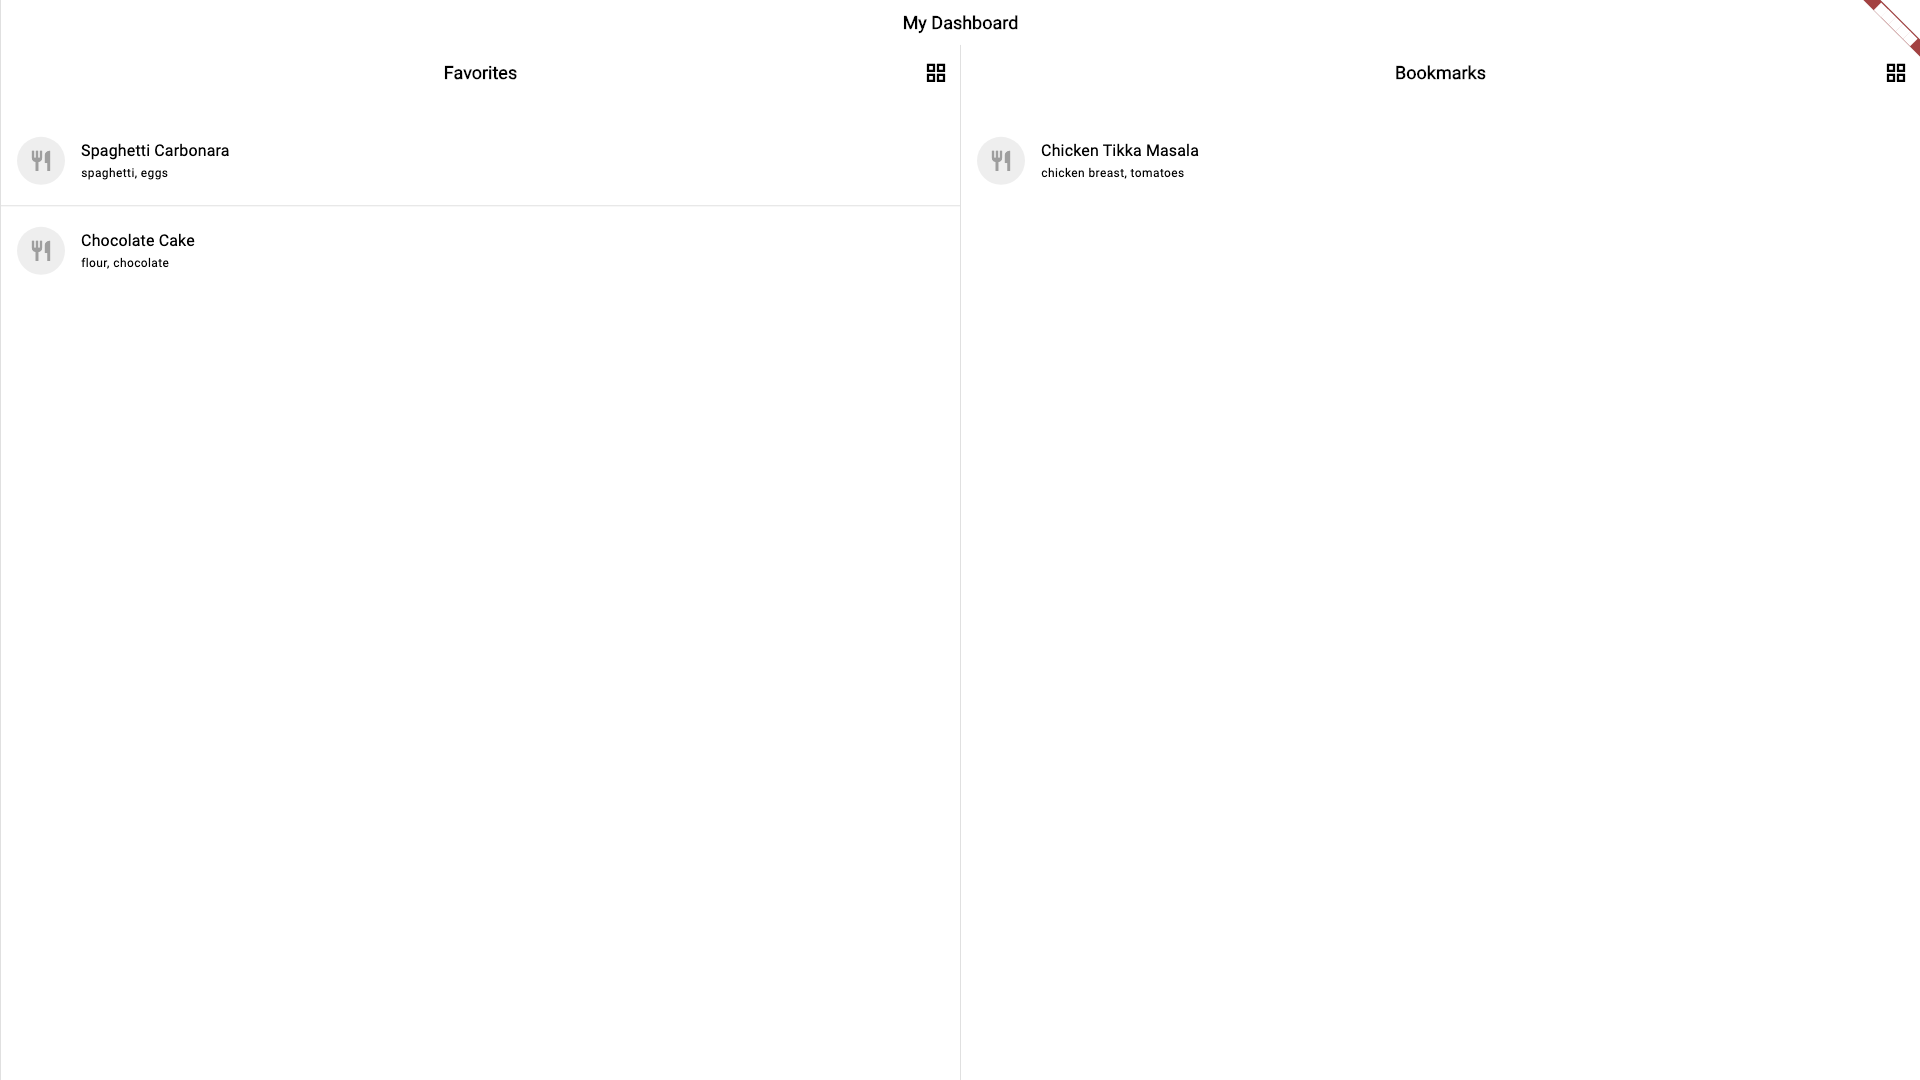 My Dashboard
Favorites
Spaghetti Carbonara
spaghetti, eggs
Chocolate Cake
flour, chocolate
Bookmarks
Chicken Tikka Masala
chicken breast, tomatoes